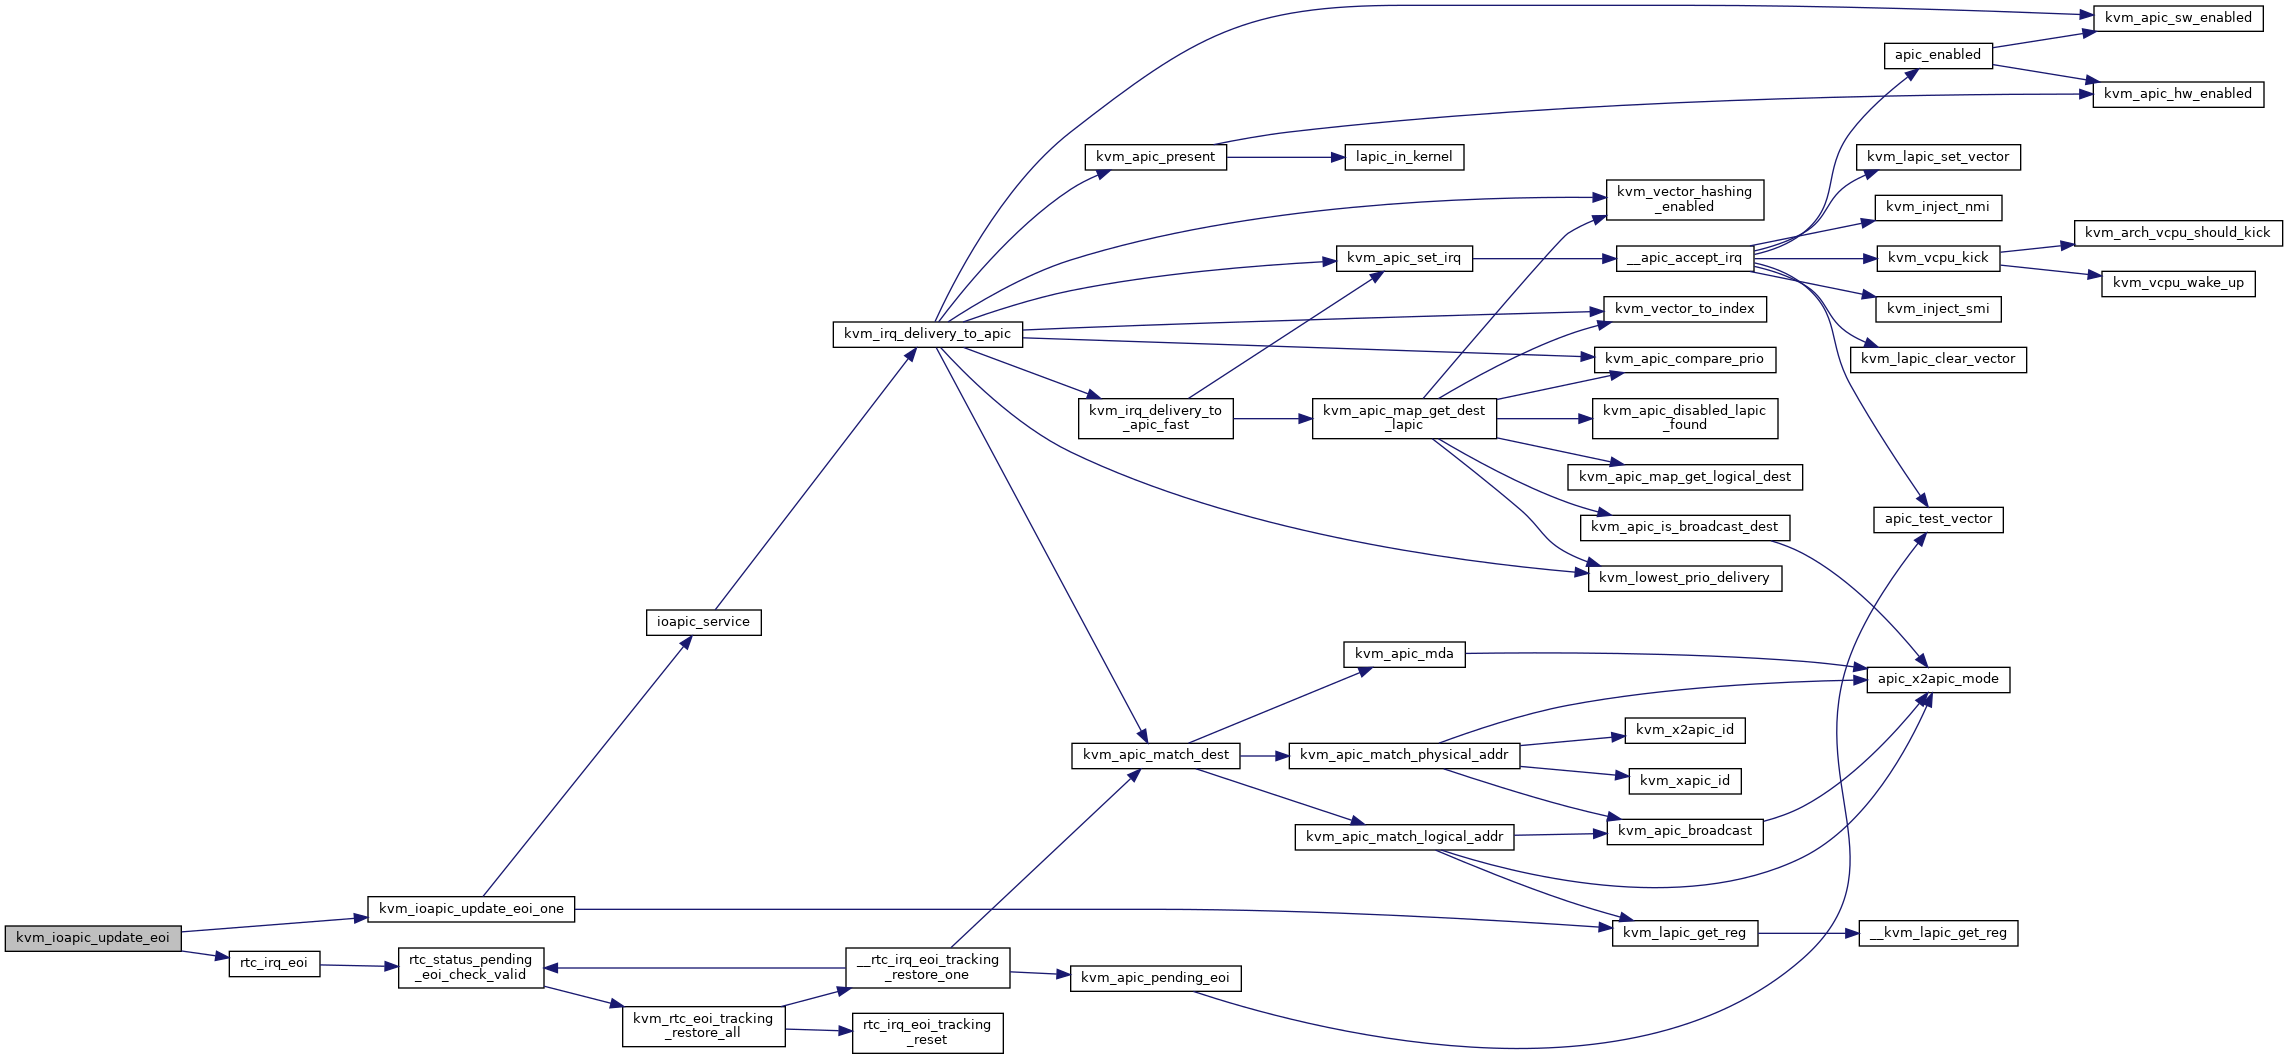 kvm_apic_sw_enabled
apic_enabled
kvm_apic_hw_enabled
kvm_apic_present
lapic_in_kernel
kvm_lapic_set_vector
kvm_vector_hashing
_enabled
kvm_inject_nmi
kvm_arch_vcpu_should_kick
kvm_apic_set_irq
__apic_accept_irq
kvm_vcpu_kick
kvm_vcpu_wake_up
kvm_vector_to_index
kvm_inject_smi
kvm_irq_delivery_to_apic
kvm_apic_compare_prio
kvm_lapic_clear_vector
kvm_irq_delivery_to
_apic_fast
kvm_apic_map_get_dest
_lapic
kvm_apic_disabled_lapic
_found
kvm_apic_map_get_logical_dest
kvm_apic_is_broadcast_dest
apic_test_vector
kvm_lowest_prio_delivery
ioapic_service
kvm_apic_mda
apic_x2apic_mode
kvm_x2apic_id
kvm_apic_match_dest
kvm_apic_match_physical_addr
kvm_xapic_id
kvm_apic_match_logical_addr
kvm_apic_broadcast
kvm_ioapic_update_eoi_one
kvm_ioapic_update_eoi
kvm_lapic_get_reg
__kvm_lapic_get_reg
rtc_irq_eoi
rtc_status_pending
_eoi_check_valid
__rtc_irq_eoi_tracking
_restore_one
kvm_apic_pending_eoi
kvm_rtc_eoi_tracking
_restore_all
rtc_irq_eoi_tracking
_reset